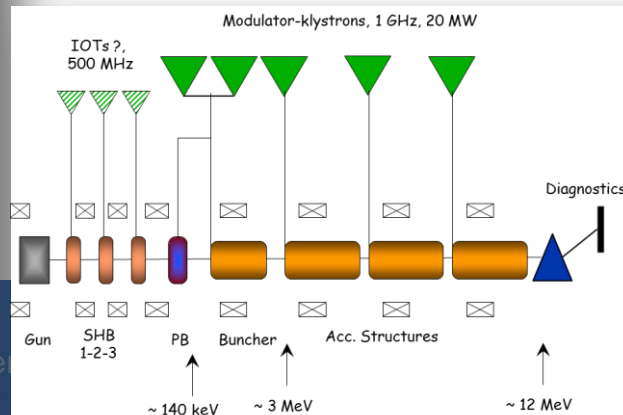 Modulator-klystrons, 1 GHz, 20 MW
IOTs ?,
500 MHz
Diagnostics
Gun
SHB
1-2-3
PB
Buncher
Acc. Structures
~ 140 keV
~ 3 MeV
~ 12 MeV